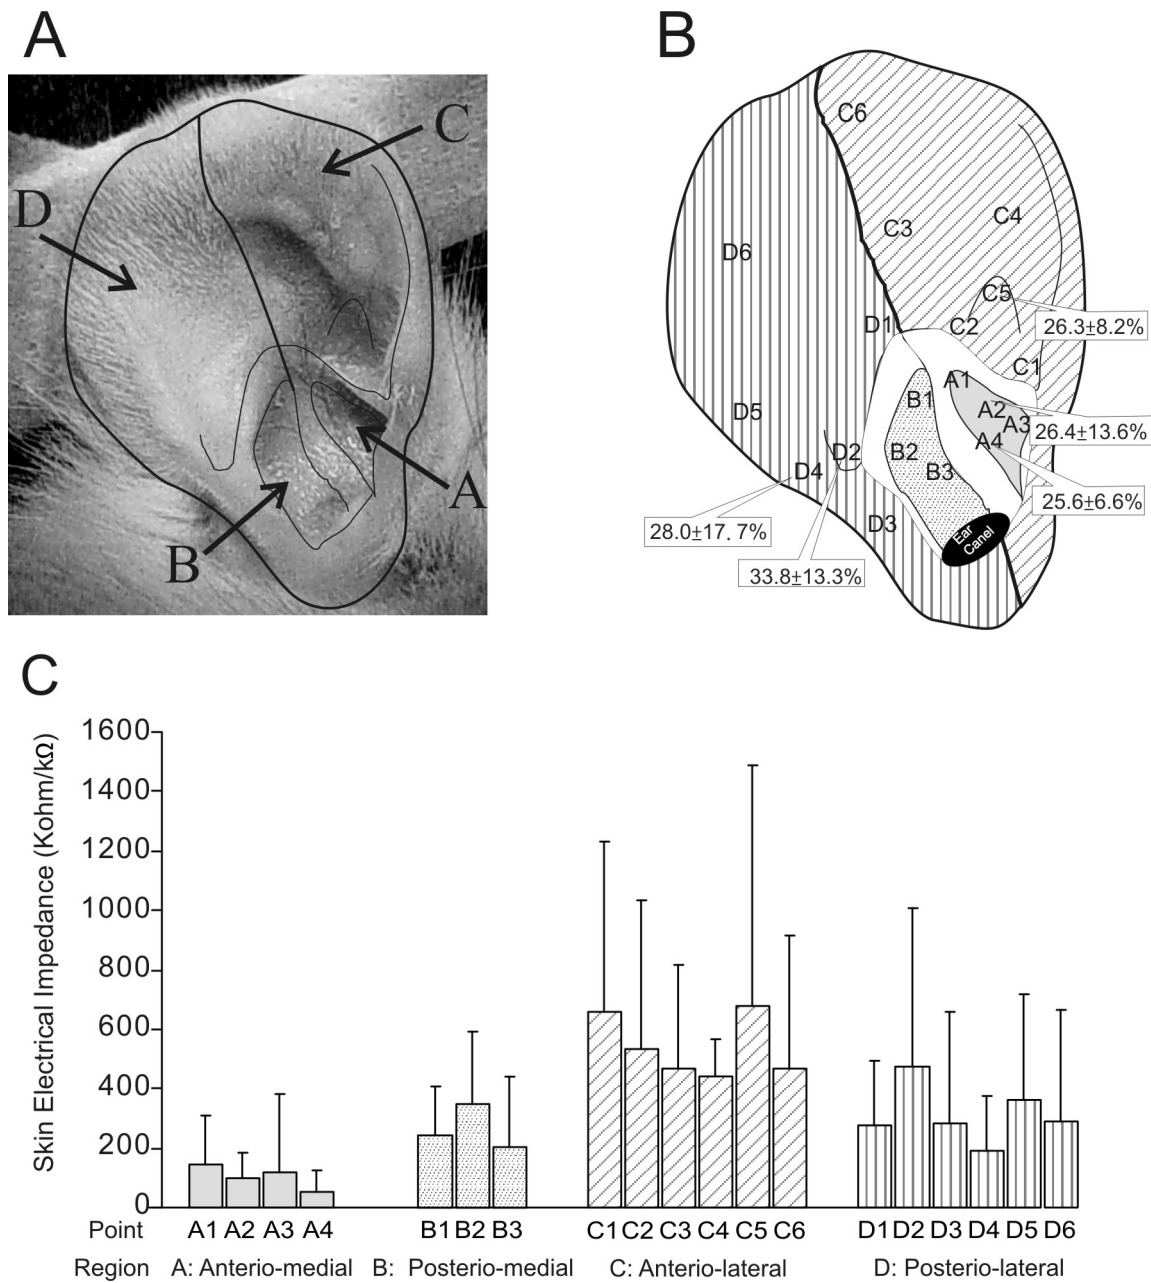 A
B
C
D
A
B
C6
C3
C4
D6
C5
D1
C2
26.3±8.2%
C1
A1
B1
A2
D5
A3
26.4±13.6%
A4
B2
D2
B3
D4
25.6±6.6%
D3
28.0±17.7%
Ear
Canel
33.8±13.3%
C
Skin Electrical Impedance (Kohm/kΩ)
1600
1400
1200
1000
800
600
400
200
0
Point A1 A2 A3 A4 B1 B2 B3 C1 C2 C3 C4 C5 C6 D1 D2 D3 D4 D5 D6
Region A: Anterio-medial B: Posterio-medial C: Anterio-lateral D: Posterio-lateral